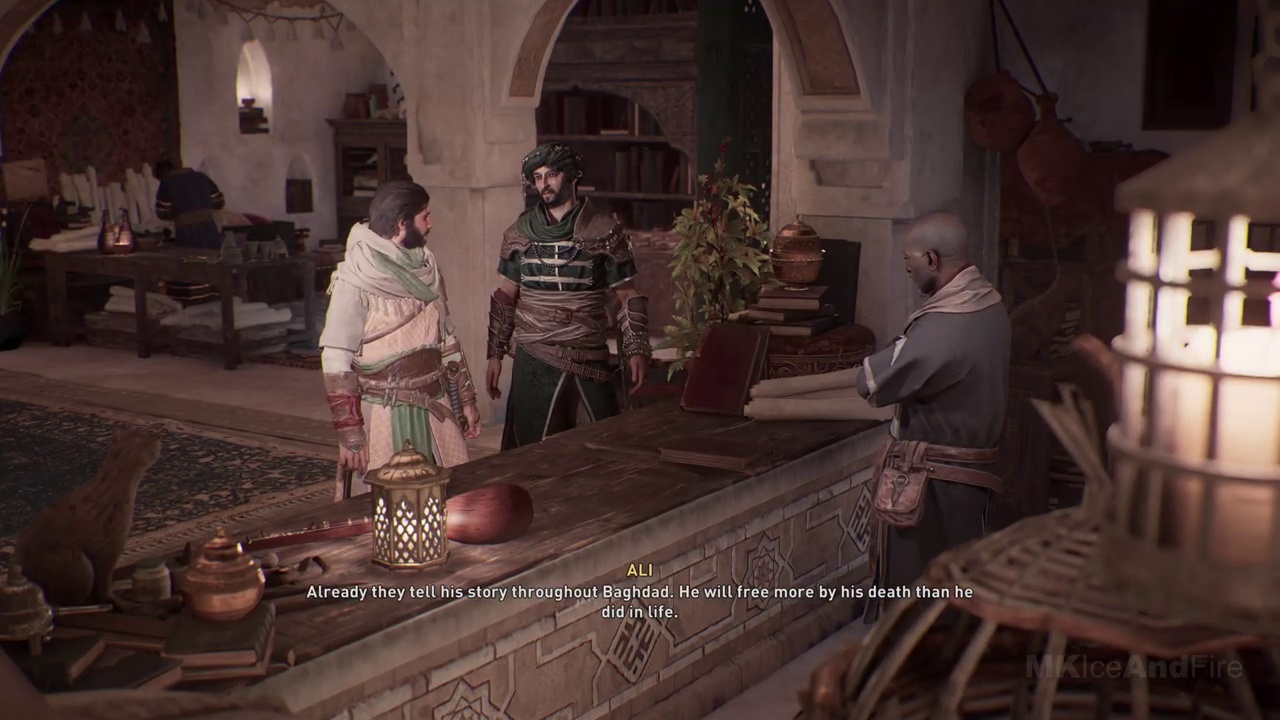 ALI
Already they tell his story throughout Baghdad. He will free more by his death than he
did in life.
MKIceAndFire